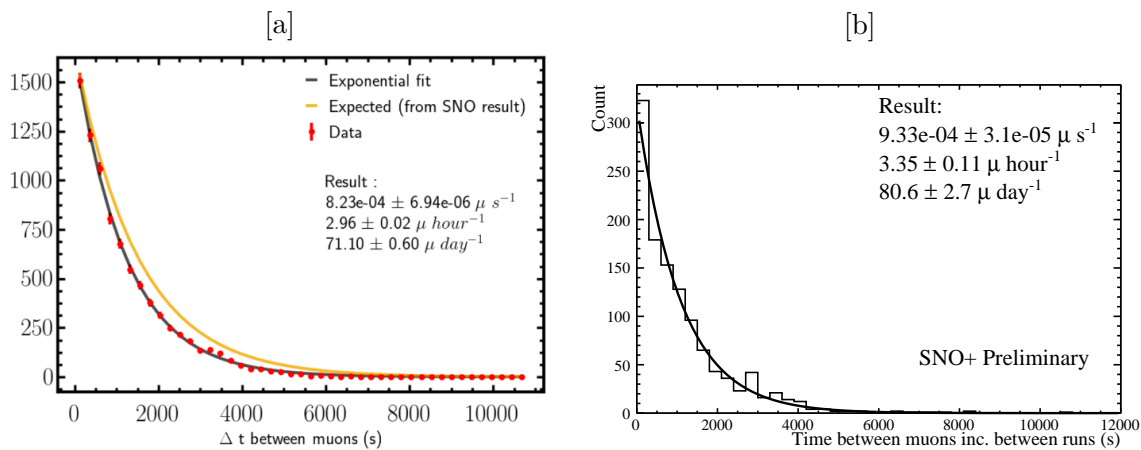 [a]
1500
1250
1000
750
500
250
0
Exponential fit
Expected (from SNO result)
Data
Result :
8.23e-04 ± 6.94e-06 μ s⁻¹
2.96 ± 0.02 μ hour⁻¹
71.10 ± 0.60 μ day⁻¹
0 2000 4000 6000 8000 10000
Δ t between muons (s)
[b]
Count
300
250
200
150
100
50
0
Result:
9.33e-04 ± 3.1e-05 μ s⁻¹
3.35 ± 0.11 μ hour⁻¹
80.6 ± 2.7 μ day⁻¹
SNO+ Preliminary
0 2000 4000 6000 8000 10000 12000
Time between muons inc. between runs (s)